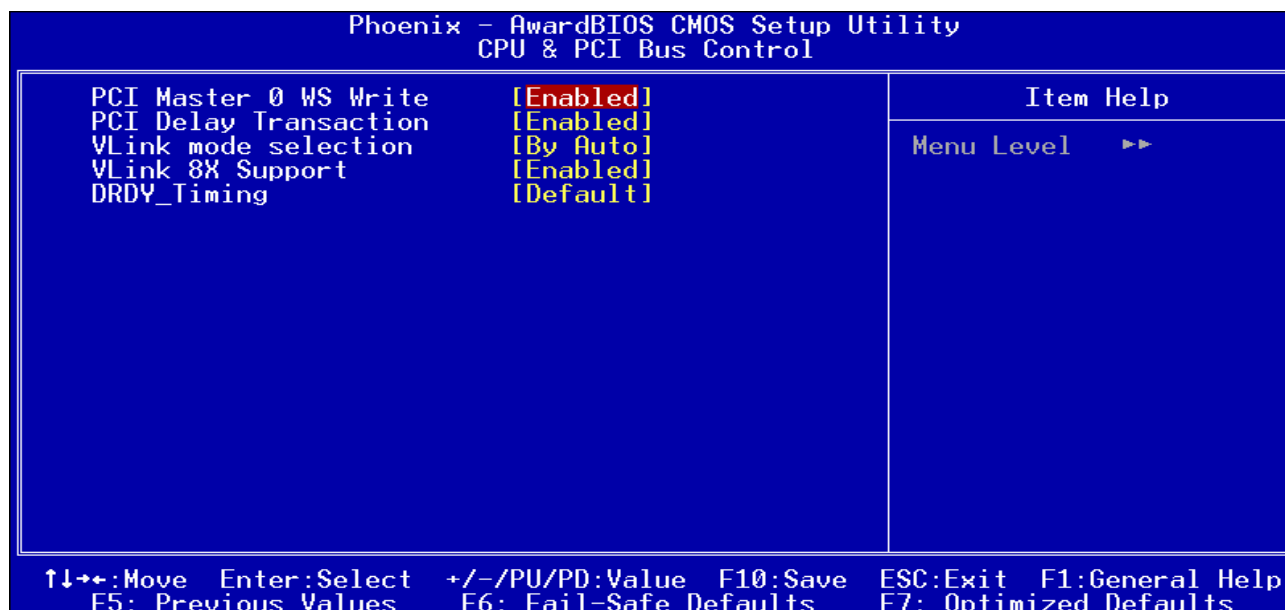 Phoenix - AwardBIOS CMOS Setup Utility
CPU & PCI Bus Control
PCI Master 0 WS Write [Enabled]
PCI Delay Transaction [Enabled]
VLink mode selection [By Auto]
VLink 8X Support [Enabled]
DRDY_Timing [Default]
Item Help
Menu Level ►►
↑↓→←:Move Enter:Select +/-/PU/PD:Value F10:Save ESC:Exit F1:General Help
F5: Previous Values F6: Fail-Safe Defaults F7: Optimized Defaults